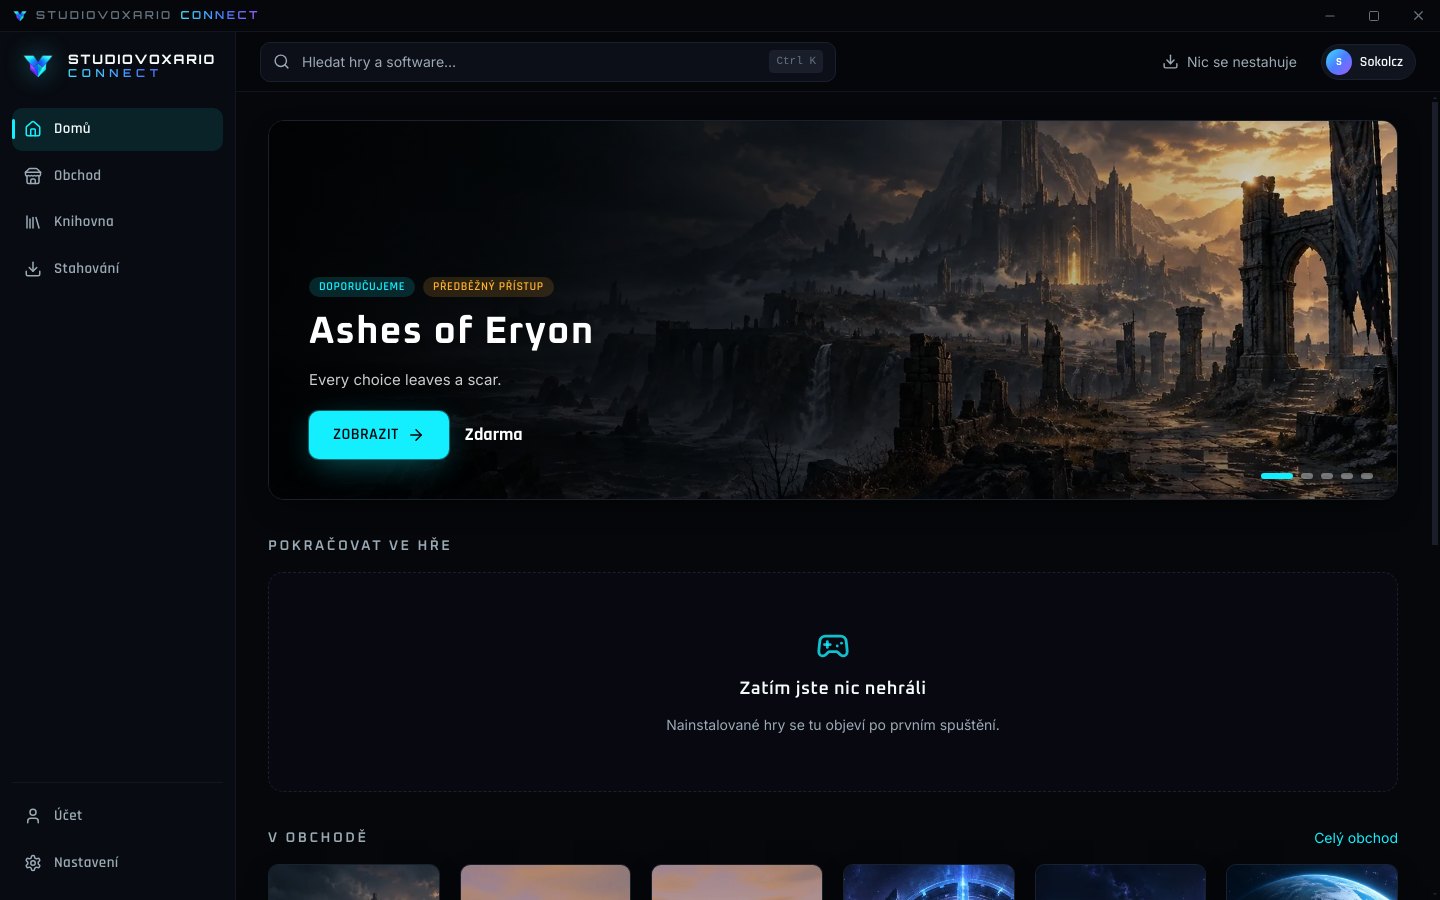 STUDIOVOXARIO CONNECT
STUDIOVOXARIO
CONNECT
Hledat hry a software...
Ctrl K
Nic se nestahuje
S
Sokolcz
Domů
Obchod
Knihovna
Stahování
DOPORUČUJEME
PŘEDBĚŽNÝ PŘÍSTUP
Ashes of Eryon
Every choice leaves a scar.
ZOBRAZIT
Zdarma
POKRAČOVAT VE HŘE
Zatím jste nic nehráli
Nainstalované hry se tu objeví po prvním spuštění.
V OBCHODĚ
Celý obchod
Účet
Nastavení